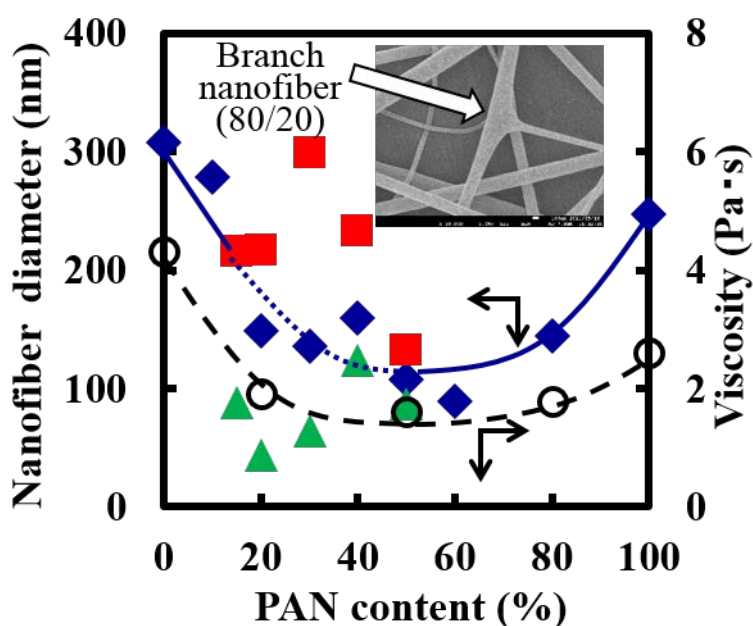 400
300
200
100
0
Nanofiber diameter (nm)
Branch
nanofiber
(80/20)
8
6
4
2
0
Viscosity (Pa・s)
0 20 40 60 80 100
PAN content (%)